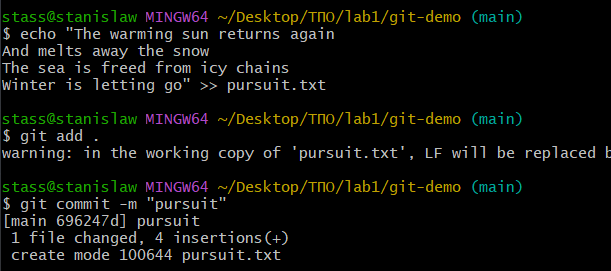 stass@stanislaw MINGW64 ~/Desktop/ТПО/lab1/git-demo (main)
$ echo "The warming sun returns again
And melts away the snow
The sea is freed from icy chains
Winter is letting go" >> pursuit.txt
stass@stanislaw MINGW64 ~/Desktop/ТПО/lab1/git-demo (main)
$ git add .
warning: in the working copy of 'pursuit.txt', LF will be replaced b
stass@stanislaw MINGW64 ~/Desktop/ТПО/lab1/git-demo (main)
$ git commit -m "pursuit"
[main 696247d] pursuit
1 file changed, 4 insertions(+)
create mode 100644 pursuit.txt